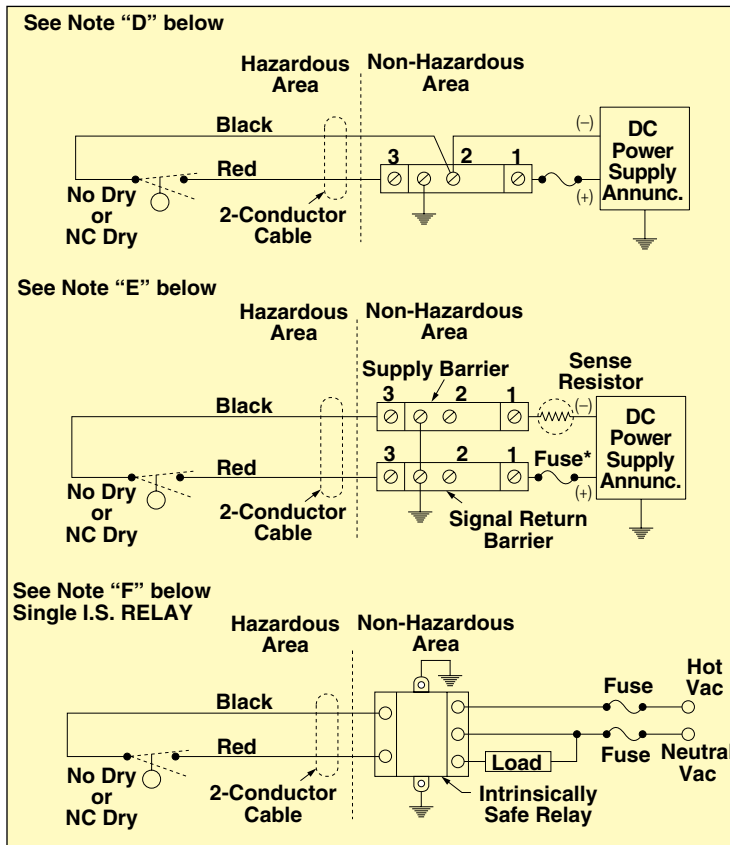 See Note “D” below
Hazardous Area
Non-Hazardous Area
Black
(–)
DC Power Supply Annunc.
3 2 1
Red
(+)
No Dry or NC Dry
2-Conductor Cable
See Note “E” below
Hazardous Area
Non-Hazardous Area
Supply Barrier
Sense Resistor
3 2 1
Black
(–)
DC Power Supply Annunc.
3 2 1
Red
Fuse*
(+)
No Dry or NC Dry
2-Conductor Cable
Signal Return Barrier
See Note “F” below
Single I.S. RELAY
Hazardous Area
Non-Hazardous Area
Hot Vac
Black
Fuse
Red
Fuse
Neutral Vac
Load
No Dry or NC Dry
2-Conductor Cable
Intrinsically Safe Relay